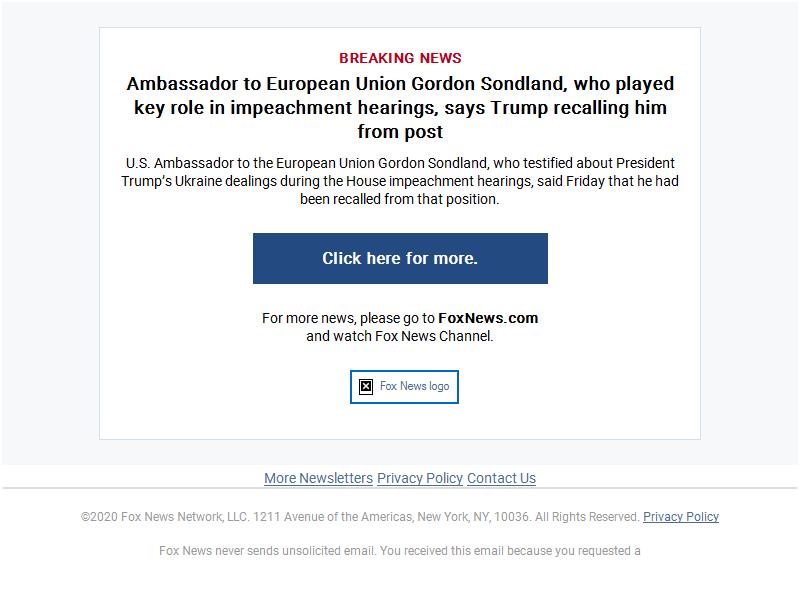 BREAKING NEWS
Ambassador to European Union Gordon Sondland, who played
key role in impeachment hearings, says Trump recalling him
from post
U.S. Ambassador to the European Union Gordon Sondland, who testified about President
Trump’s Ukraine dealings during the House impeachment hearings, said Friday that he had
been recalled from that position.
Click here for more.
For more news, please go to FoxNews.com
and watch Fox News Channel.
Fox News logo
More Newsletters Privacy Policy Contact Us
©2020 Fox News Network, LLC. 1211 Avenue of the Americas, New York, NY, 10036. All Rights Reserved. Privacy Policy
Fox News never sends unsolicited email. You received this email because you requested a